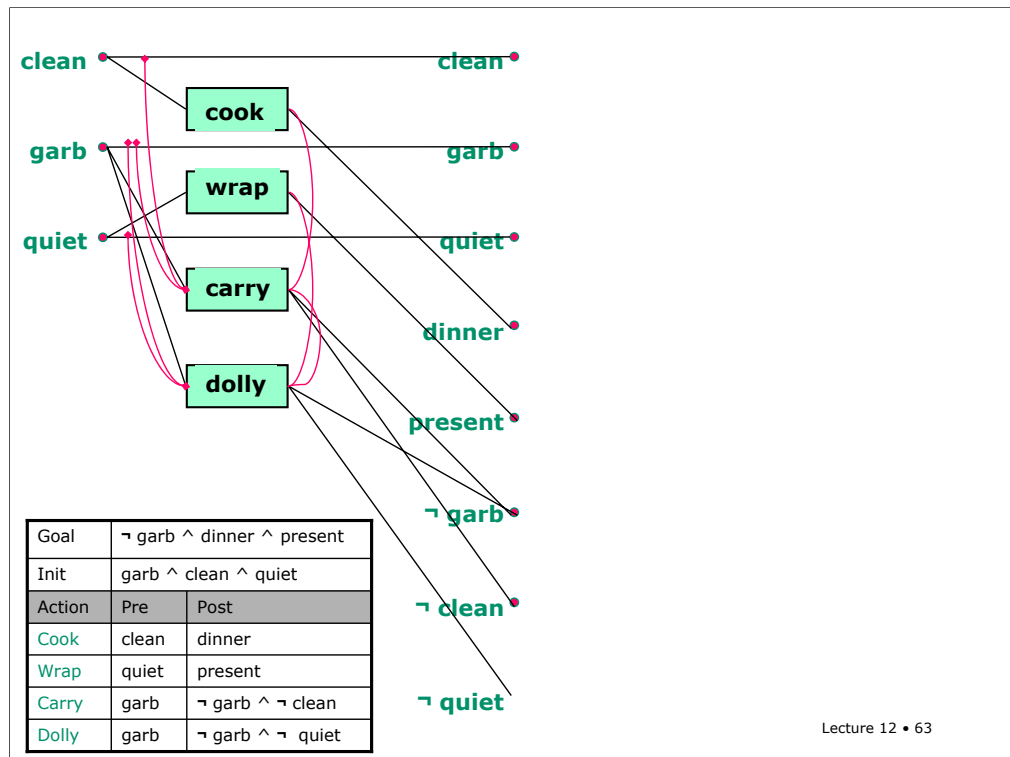 clean clean
cook
garb garb
wrap
quiet quiet
carry
dinner
dolly
present
¬ garb
Goal ¬ garb ^ dinner ^ present
Init garb ^ clean ^ quiet
Action Pre Post
¬ clean
Cook clean dinner
Wrap quiet present
Carry garb ¬ garb ^ ¬ clean
¬ quiet
Dolly garb ¬ garb ^ ¬ quiet
Lecture 12 • 63